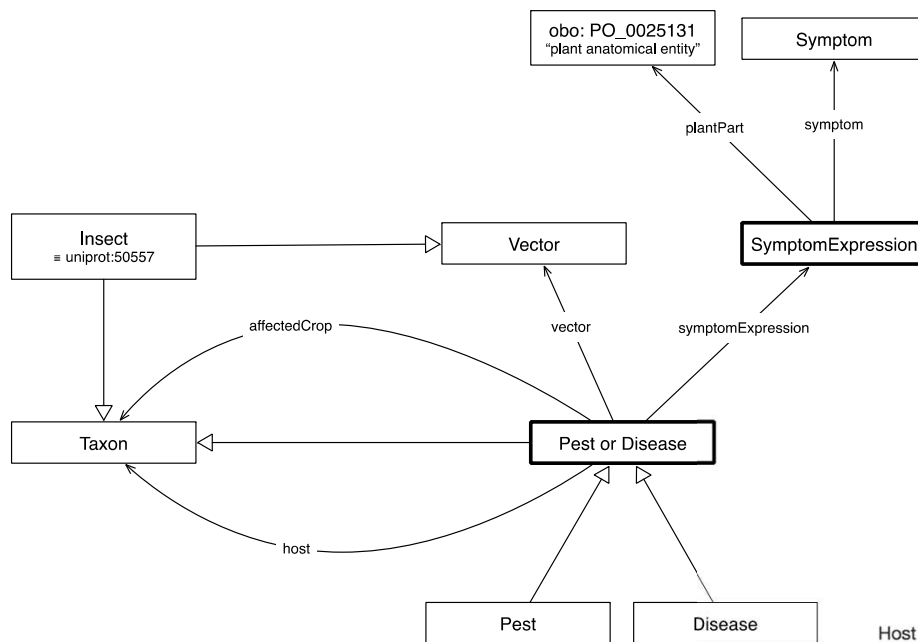 obo: PO_0025131
“plant anatomical entity”
Symptom
plantPart
symptom
Insect
≡ uniprot:50557
Vector
SymptomExpression
affectedCrop
vector
symptomExpression
Taxon
Pest or Disease
host
Pest
Disease
Host